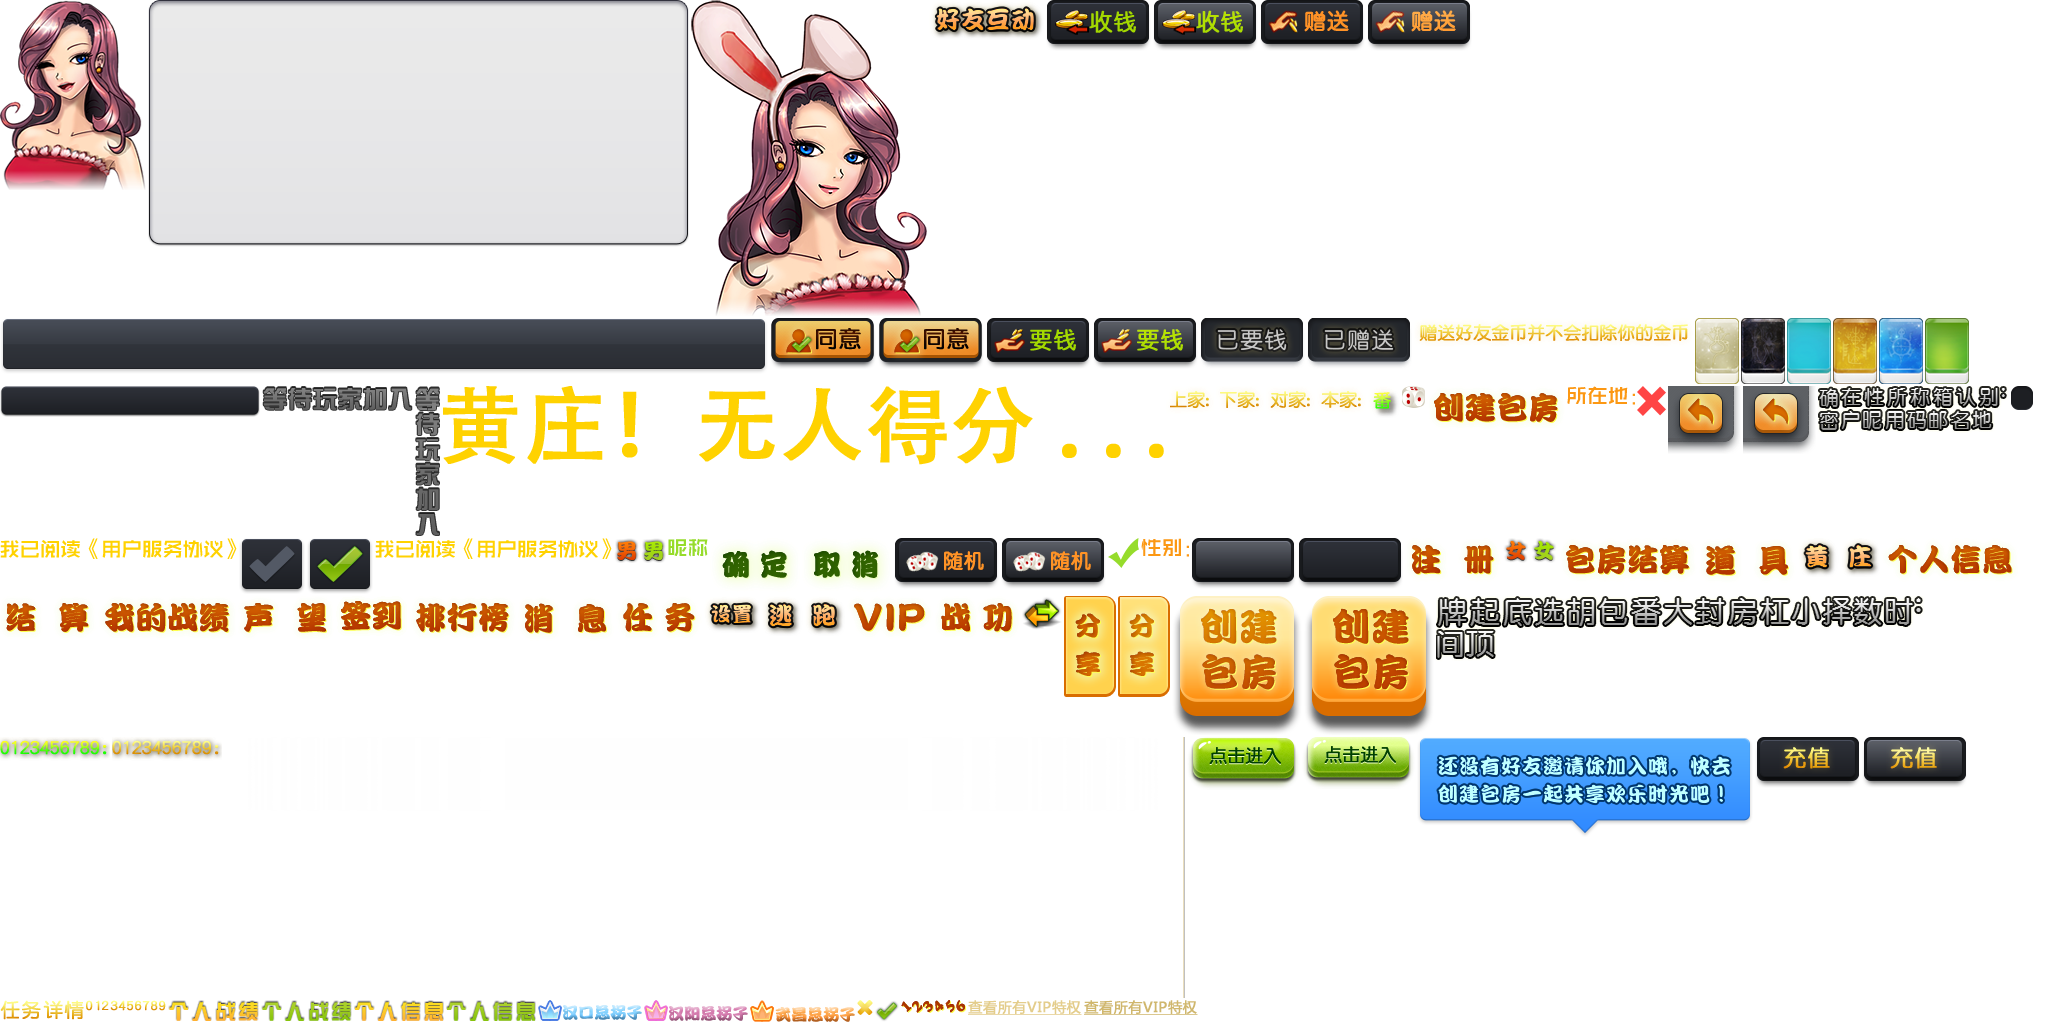 好友互动 收钱 收钱 赠送 赠送
同意 同意 要钱 要钱 已要钱 已赠送 赠送好友金币并不会扣除你的金币
等待玩家加入
等待玩家加入
黄庄！无人得分...
上家: 下家: 对家: 本家: 番 创建包房 所在地:
确在性所称箱认别:
密户昵用码邮名地
我已阅读《用户服务协议》 我已阅读《用户服务协议》 男 男 昵称 确定 取消 随机 随机 性别: 注册 女 女 包房结算 道具 黄庄 个人信息
结算 我的战绩 声望 签到 排行榜 消息 任务 设置 逃跑 VIP 战功
分享 分享
创建
包房
创建
包房
牌起底选胡包番大封房杠小择数时:
间顶
0123456789: 0123456789:
点击进入 点击进入
还没有好友邀请你加入哦，快去
创建包房一起共享欢乐时光吧！
充值 充值
任务详情 0123456789 个人战绩 个人战绩 个人信息 个人信息 汉口总拐子 汉阳总拐子 武昌总拐子 123456 查看所有VIP特权 查看所有VIP特权